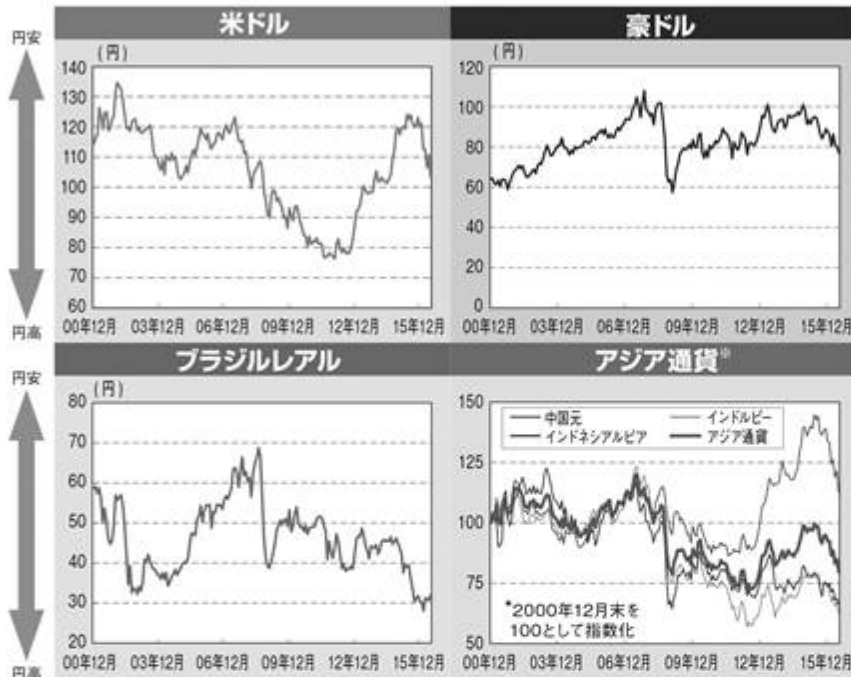 米ドル
円安
(円)
140
130
120
110
100
90
80
70
60
00年12月 03年12月 06年12月 09年12月 12年12月 15年12月
円高
豪ドル
(円)
120
100
80
60
40
20
0
00年12月 03年12月 06年12月 09年12月 12年12月 15年12月
ブラジルレアル
円安
(円)
80
70
60
50
40
30
20
00年12月 03年12月 06年12月 09年12月 12年12月 15年12月
円高
アジア通貨※
150
125
100
75
50
中国元 インドルピー
インドネシアルピア アジア通貨
*2000年12月末を
100として指数化
00年12月 03年12月 06年12月 09年12月 12年12月 15年12月